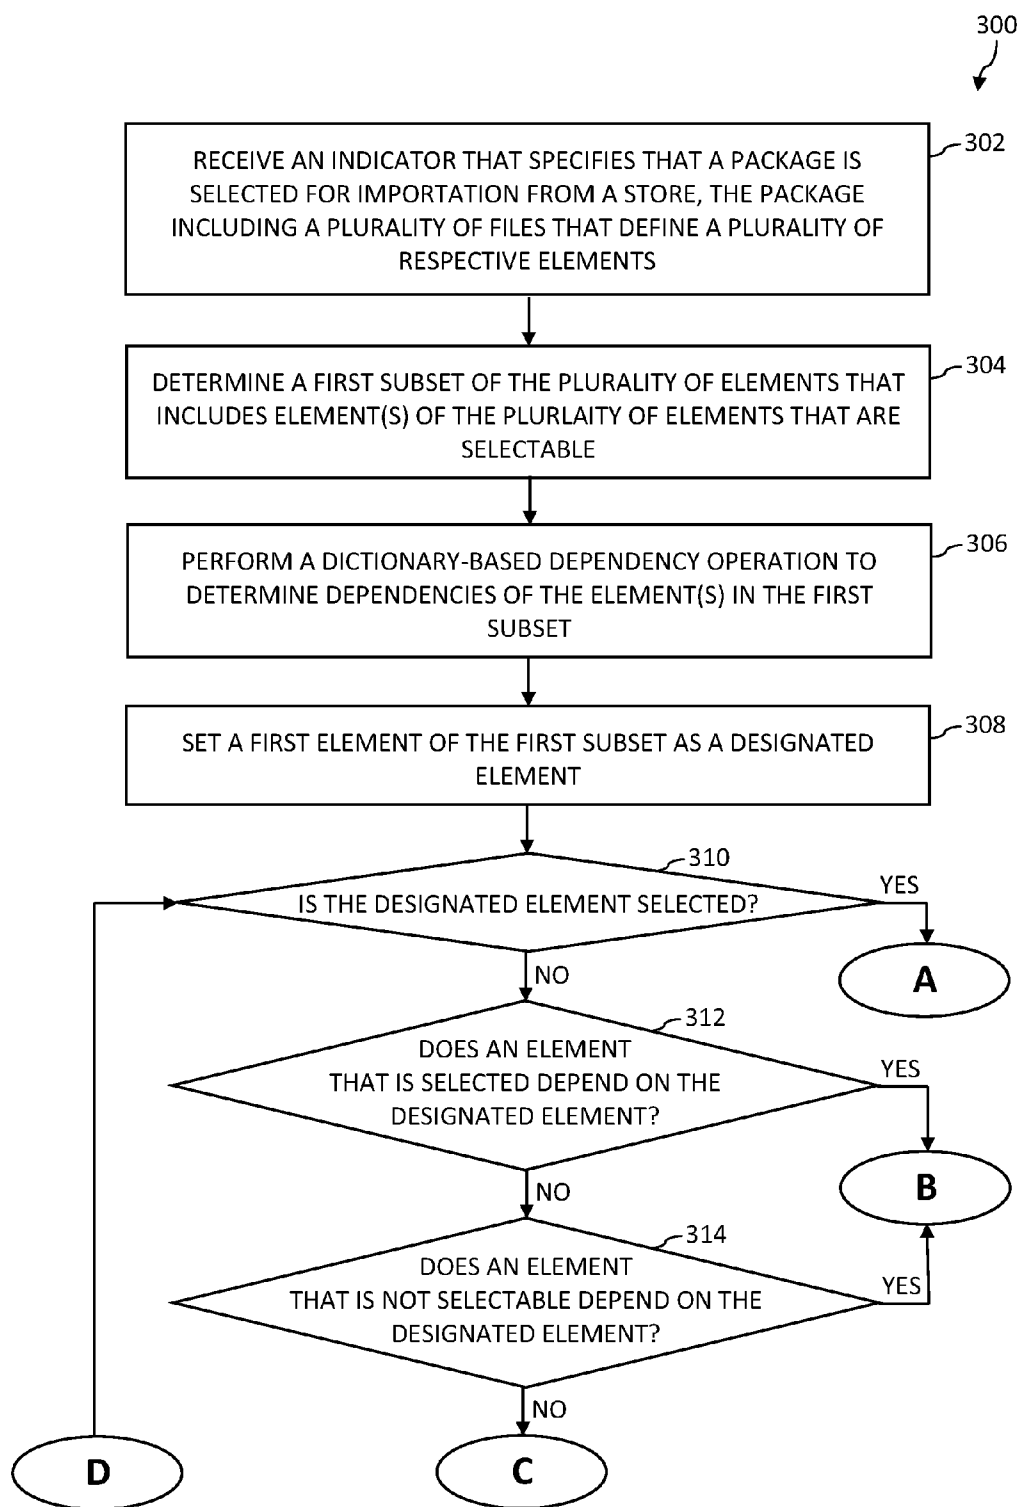 300
RECEIVE AN INDICATOR THAT SPECIFIES THAT A PACKAGE IS
SELECTED FOR IMPORTATION FROM A STORE, THE PACKAGE
INCLUDING A PLURALITY OF FILES THAT DEFINE A PLURALITY OF
RESPECTIVE ELEMENTS
302
DETERMINE A FIRST SUBSET OF THE PLURALITY OF ELEMENTS THAT
INCLUDES ELEMENT(S) OF THE PLURLAITY OF ELEMENTS THAT ARE
SELECTABLE
304
PERFORM A DICTIONARY-BASED DEPENDENCY OPERATION TO
DETERMINE DEPENDENCIES OF THE ELEMENT(S) IN THE FIRST
SUBSET
306
SET A FIRST ELEMENT OF THE FIRST SUBSET AS A DESIGNATED
ELEMENT
308
310
IS THE DESIGNATED ELEMENT SELECTED?
YES
A
NO
312
DOES AN ELEMENT
THAT IS SELECTED DEPEND ON THE
DESIGNATED ELEMENT?
YES
B
NO
314
DOES AN ELEMENT
THAT IS NOT SELECTABLE DEPEND ON THE
DESIGNATED ELEMENT?
YES
NO
D
C